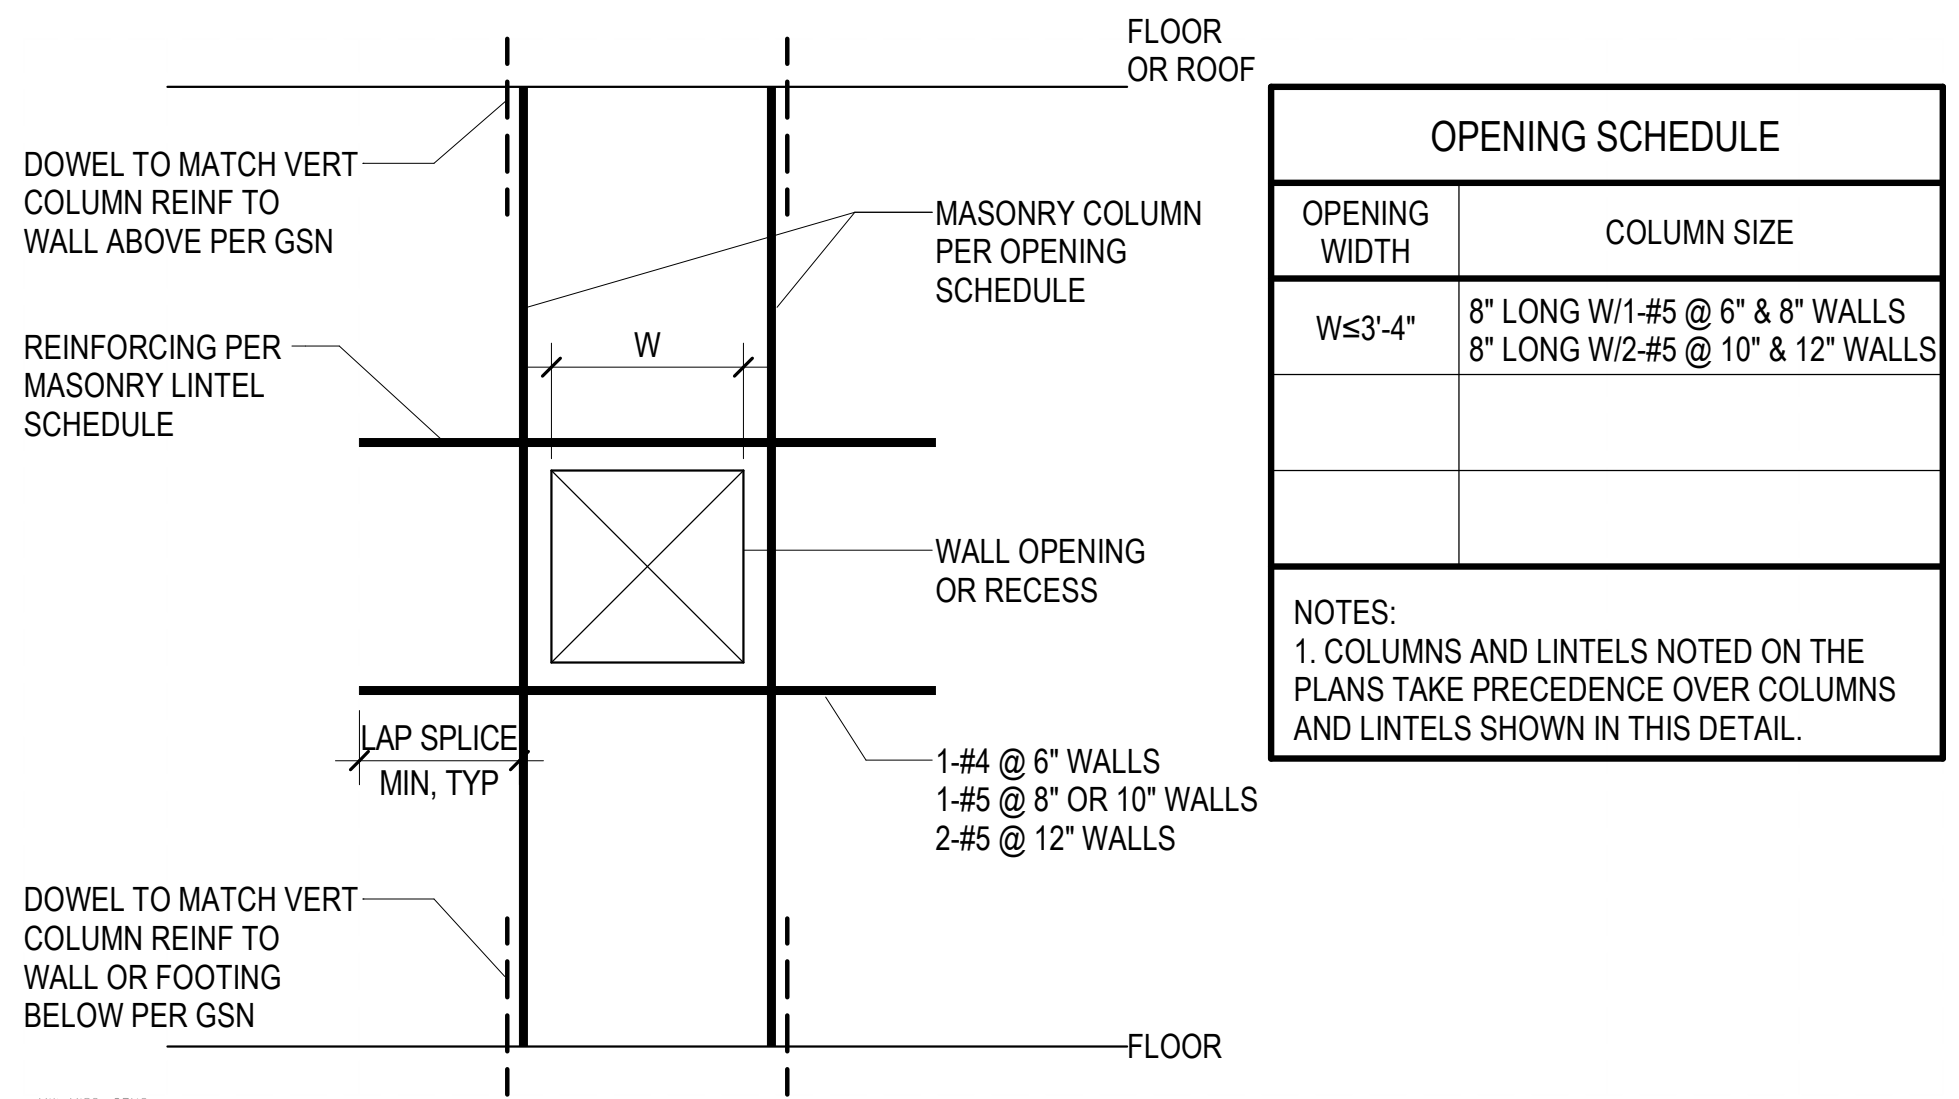 FLOOR
OR ROOF
DOWEL TO MATCH VERT
COLUMN REINF TO
WALL ABOVE PER GSN
MASONRY COLUMN
PER OPENING
SCHEDULE
REINFORCING PER
MASONRY LINTEL
SCHEDULE
W
WALL OPENING
OR RECESS
LAP SPLICE
MIN, TYP
1-#4 @ 6" WALLS
1-#5 @ 8" OR 10" WALLS
2-#5 @ 12" WALLS
DOWEL TO MATCH VERT
COLUMN REINF TO
WALL OR FOOTING
BELOW PER GSN
FLOOR
OPENING SCHEDULE
OPENING
WIDTH
COLUMN SIZE
W≤3'-4"
8" LONG W/1-#5 @ 6" & 8" WALLS
8" LONG W/2-#5 @ 10" & 12" WALLS
NOTES:
1. COLUMNS AND LINTELS NOTED ON THE
PLANS TAKE PRECEDENCE OVER COLUMNS
AND LINTELS SHOWN IN THIS DETAIL.